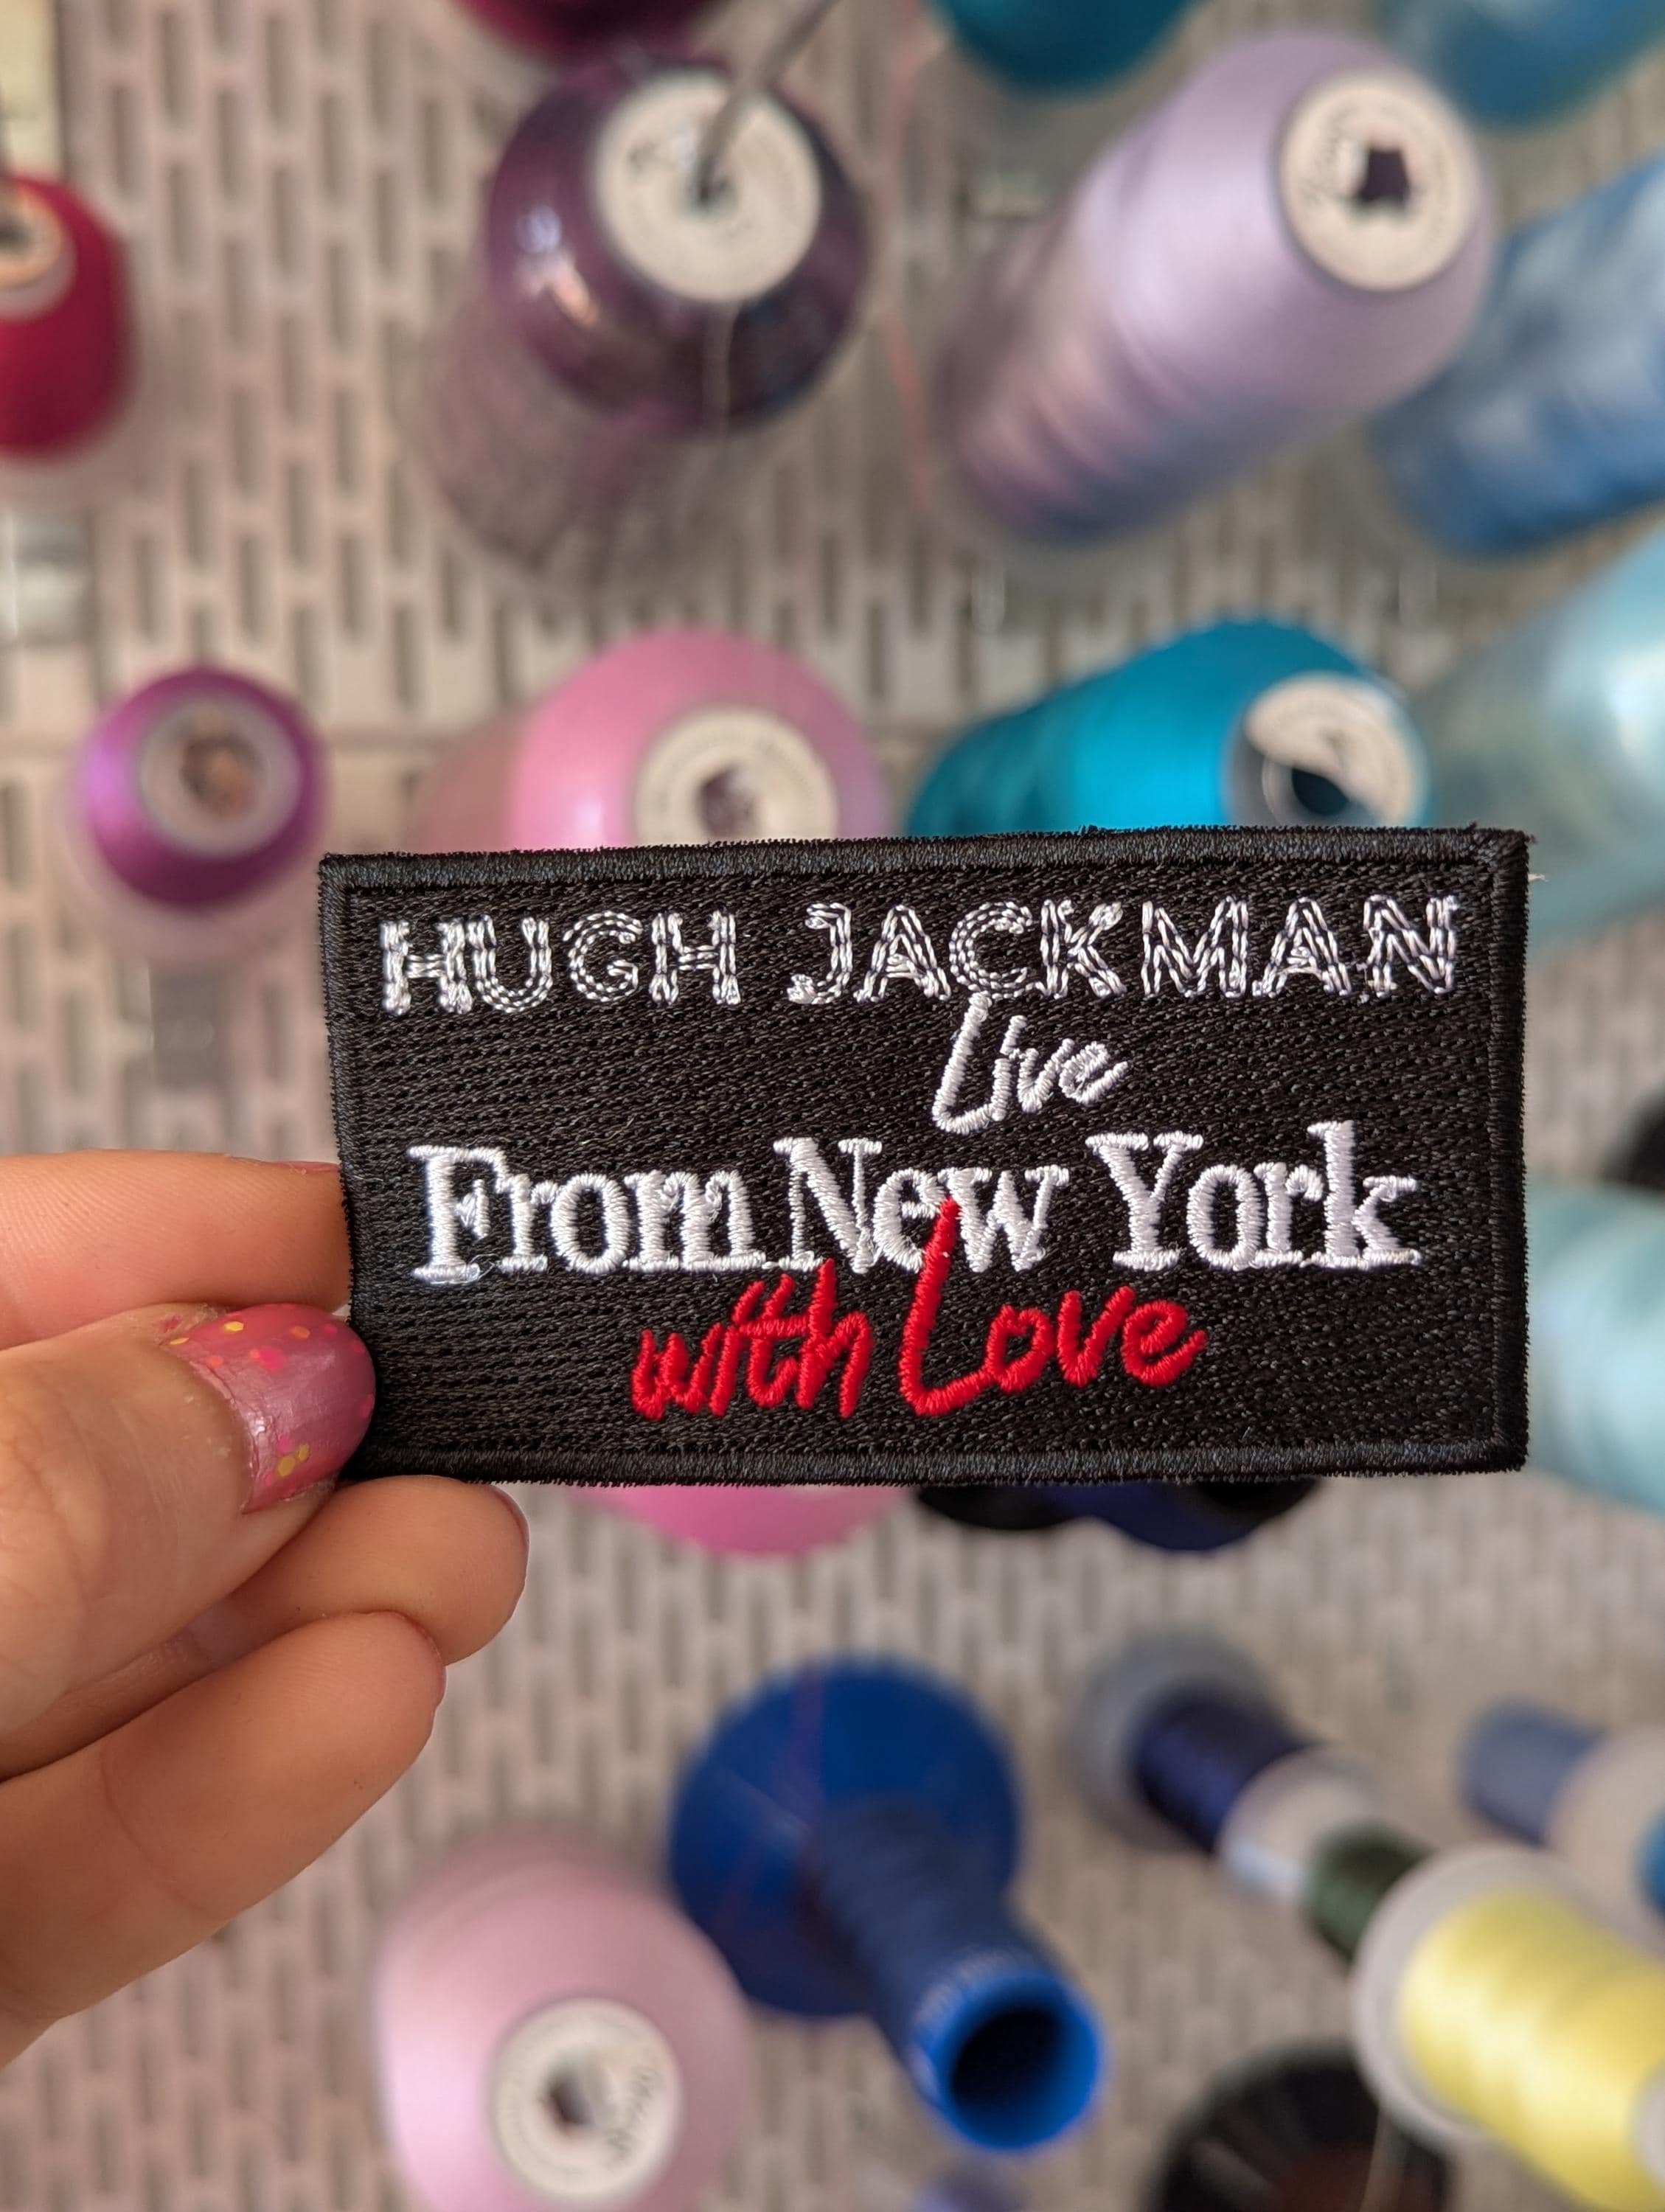 HUGH JACKMAN
Live
From New York
with Love